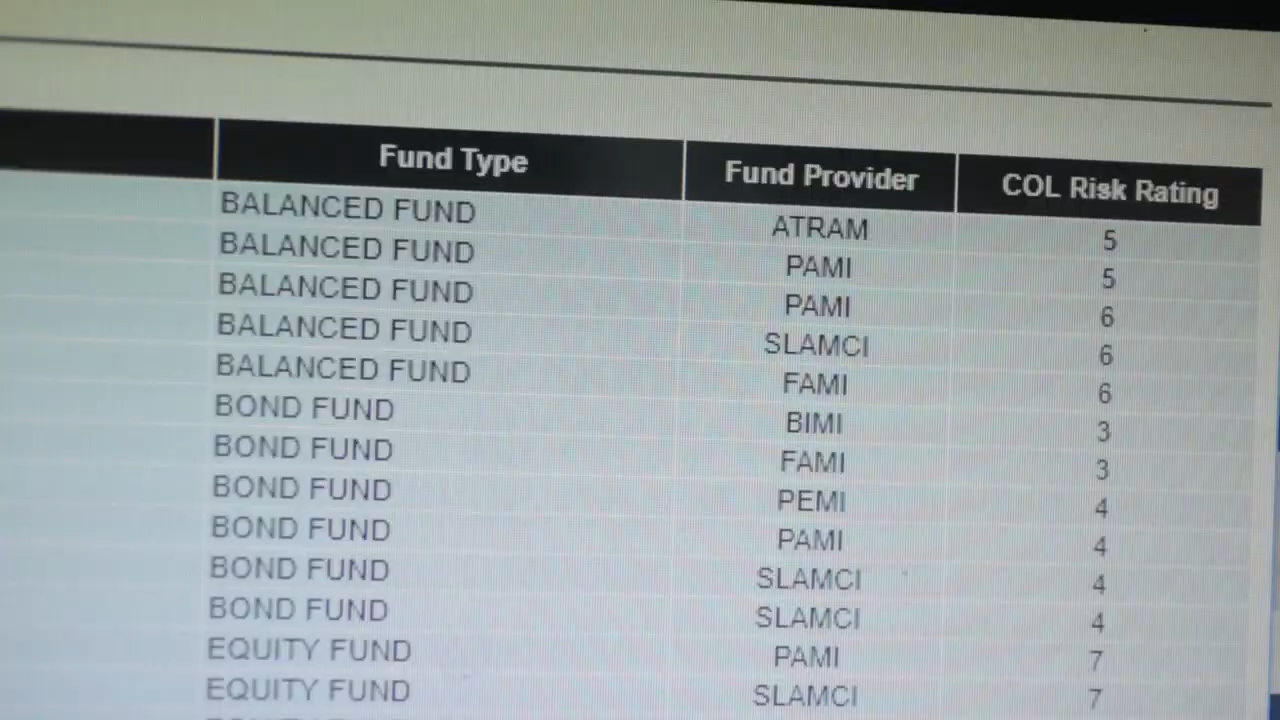 Fund Type Fund Provider COL Risk Rating
BALANCED FUND ATRAM 5
BALANCED FUND PAMI 5
BALANCED FUND PAMI 6
BALANCED FUND SLAMCI 6
BALANCED FUND FAMI 6
BOND FUND BIMI 3
BOND FUND FAMI 3
BOND FUND PEMI 4
BOND FUND PAMI 4
BOND FUND SLAMCI 4
BOND FUND SLAMCI 4
EQUITY FUND PAMI 7
EQUITY FUND SLAMCI 7